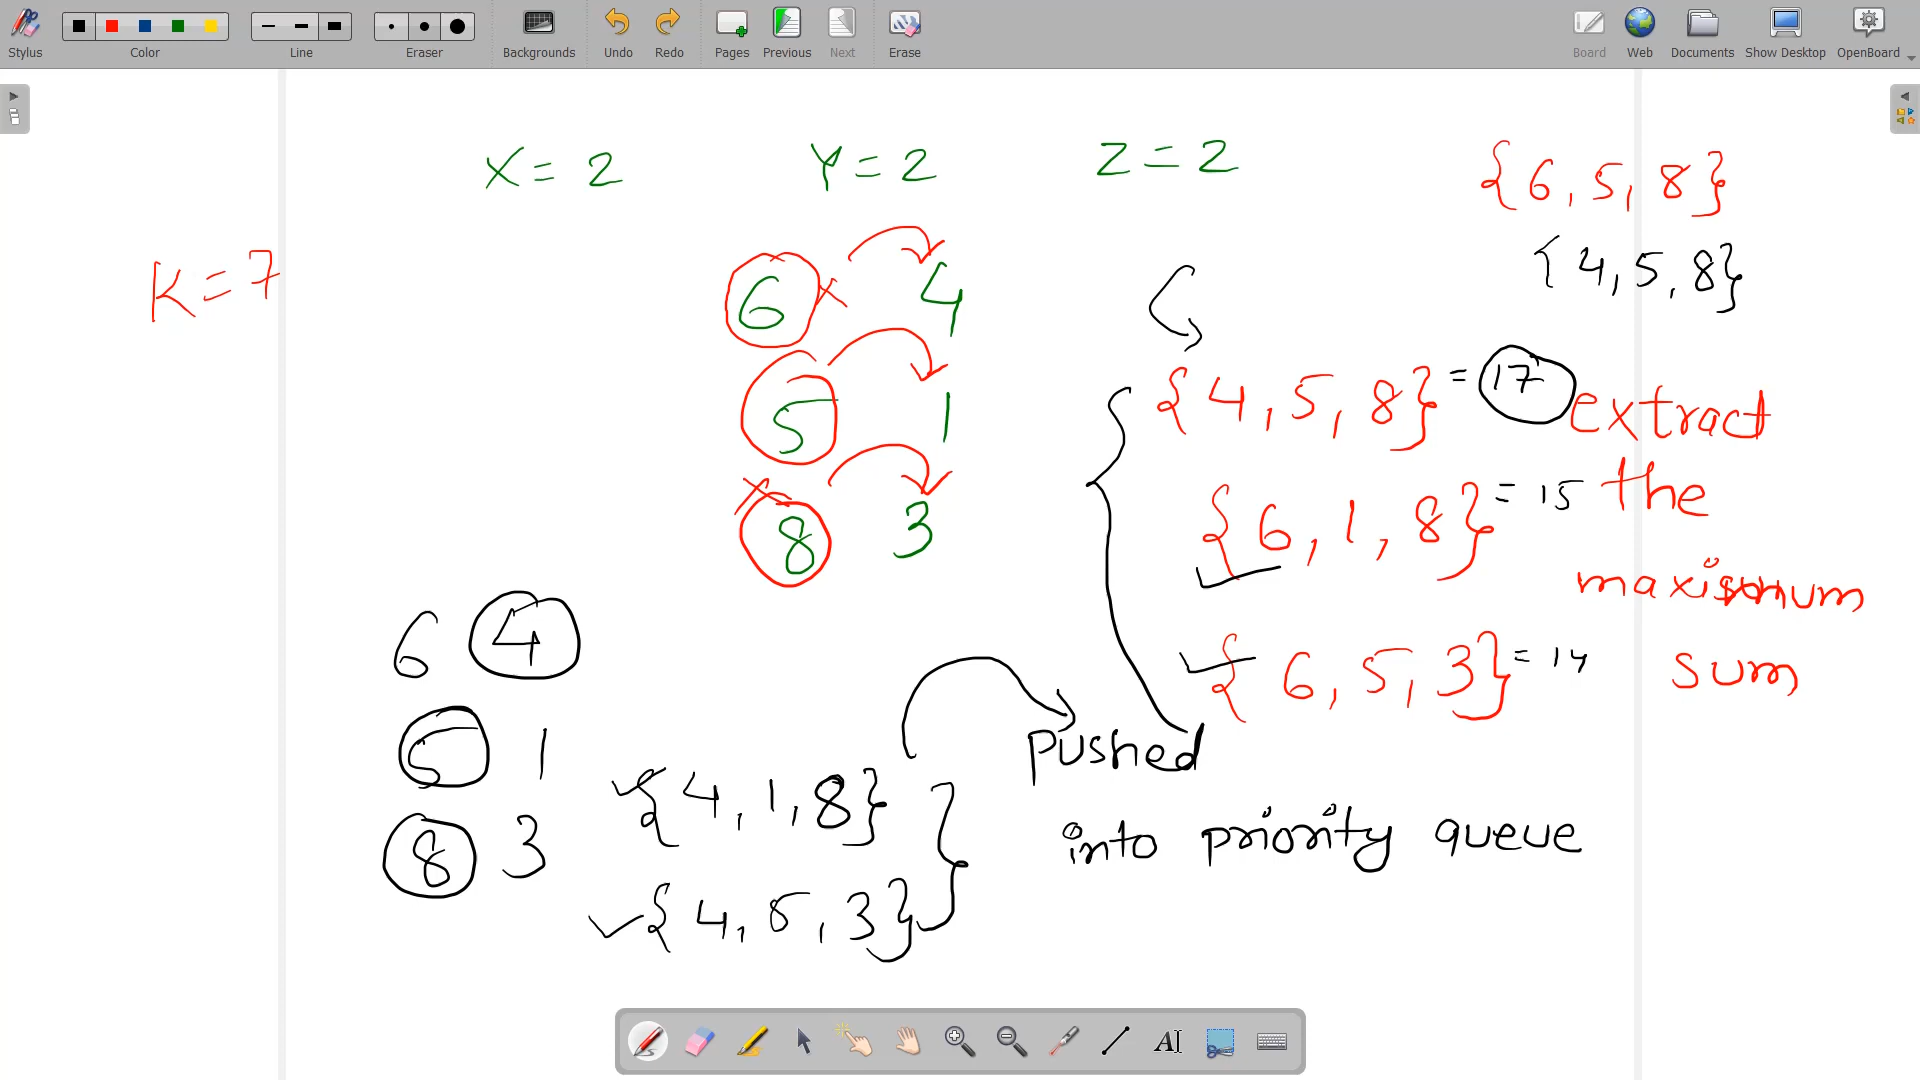 Stylus
Color
Line
Eraser
Backgrounds
Undo
Redo
Pages
Previous
Next
Erase
Board
Web
Documents
Show Desktop
OpenBoard
X = 2
Y = 2
Z = 2
{6, 5, 8}
{4, 5, 8}
K = 7
6 x 4
5 1
x
8 3
{4, 5, 8} = 17
{6, 1, 8} = 15
{6, 5, 3} = 14
extract
the
maximum
sum
6 4
5 1
8 3
{4, 1, 8}
{4, 5, 3}
pushed
into priority queue